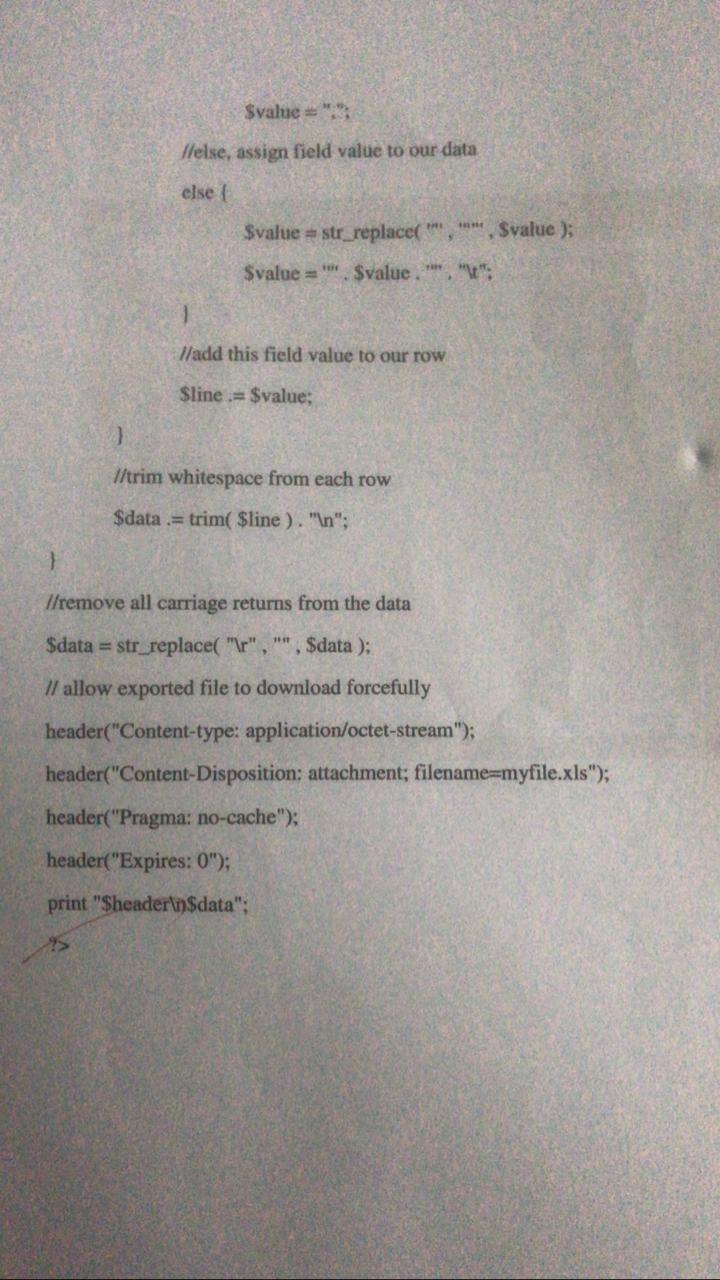 $value = ".";
//else, assign field value to our data
else {
$value = str_replace( '"' , '""' , $value );
$value = '"' . $value . '"' . "\t";
}
//add this field value to our row
$line .= $value;
}
//trim whitespace from each row
$data .= trim( $line ) . "\n";
}
//remove all carriage returns from the data
$data = str_replace( "\r" , "" , $data );
// allow exported file to download forcefully
header("Content-type: application/octet-stream");
header("Content-Disposition: attachment; filename=myfile.xls");
header("Pragma: no-cache");
header("Expires: 0");
print "$header\n$data";
?>